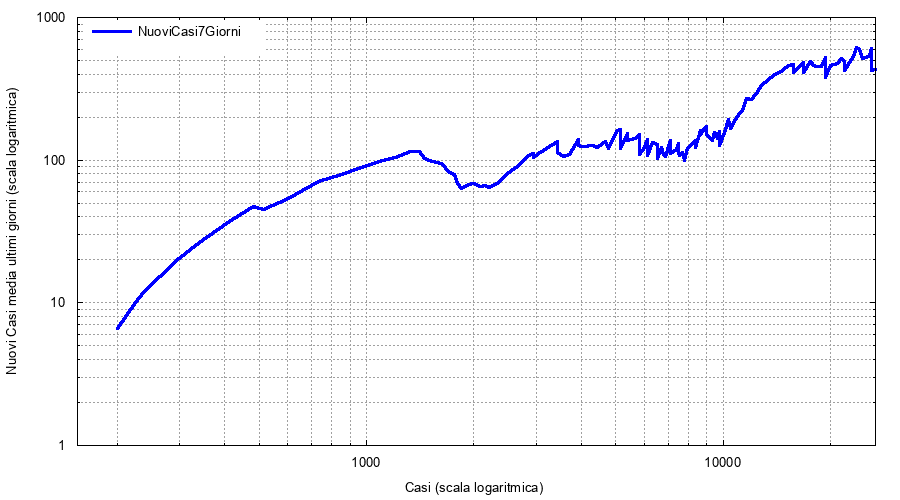 NuoviCasi7Giorni
1000
100
10
1
Nuovi Casi media ultimi giorni (scala logaritmica)
1000
10000
Casi (scala logaritmica)